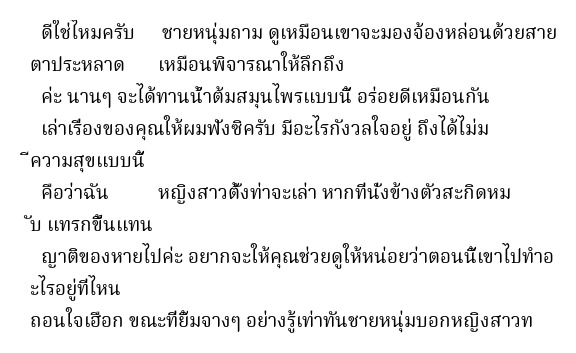 ดีใช่ไหมครับ ชายหนุ่มถาม ดูเหมือนเขาจะมองจ้องหล่อนด้วยสาย
ตาประหลาด เหมือนพิจารณาให้ลึกถึง
ค่ะ นานๆ จะได้ทานน้ำต้มสมุนไพรแบบนี้ อร่อยดีเหมือนกัน
เล่าเรื่องของคุณให้ผมฟังซิครับ มีอะไรกังวลใจอยู่ ถึงได้ไม่ม
ีความสุขแบบนี้
คือว่าฉัน หญิงสาวตั้งท่าจะเล่า หากที่นั่งข้างตัวสะกิดหม
ับ แทรกขึ้นแทน
ญาติของหายไปค่ะ อยากจะให้คุณช่วยดูให้หน่อยว่าตอนนี้เขาไปทำอ
ะไรอยู่ที่ไหน
ถอนใจเฮือก ขณะที่ยิ้มจางๆ อย่างรู้เท่าทันชายหนุ่มบอกหญิงสาวท